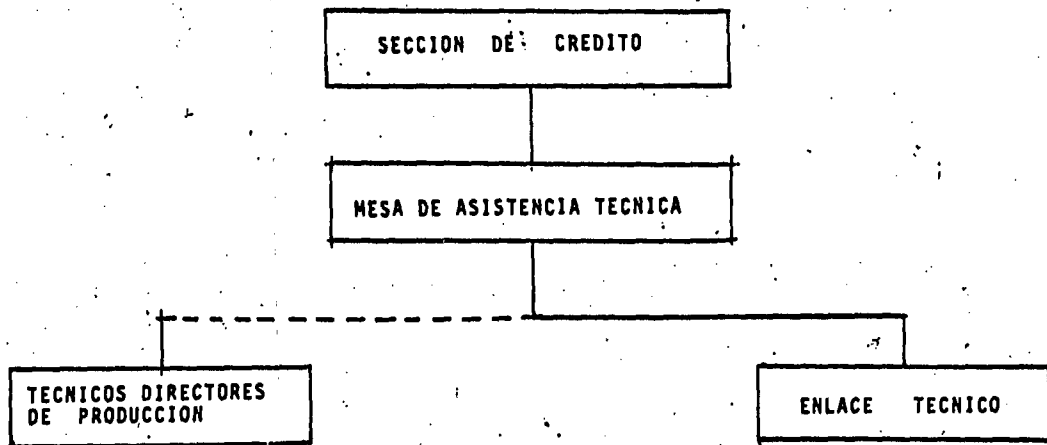 SECCION DE CREDITO
MESA DE ASISTENCIA TECNICA
TECNICOS DIRECTORES
DE PRODUCCION
ENLACE TECNICO